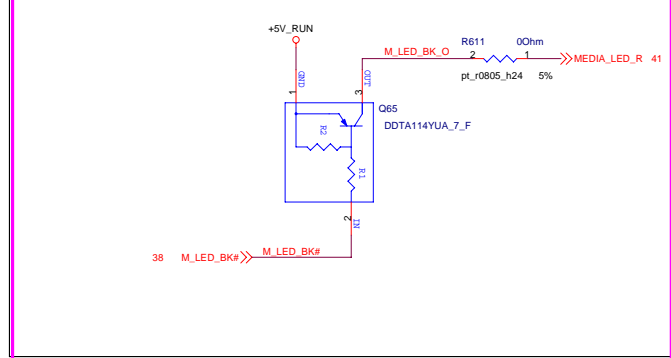 +5V_RUN
R611 0Ohm
M_LED_BK_O 2 1 MEDIA_LED_R 41
pt_r0805_h24 5%
GND OUT
1 3
Q65
DDTA114YUA_7_F
R2
R1
2 IN
38 M_LED_BK# M_LED_BK#